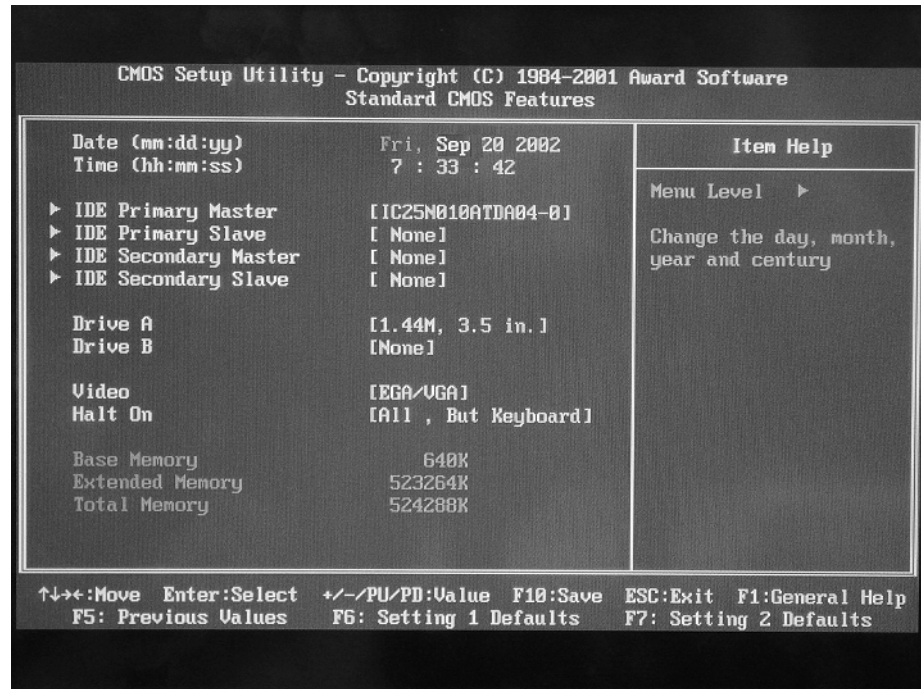 CMOS Setup Utility - Copyright (C) 1984-2001 Award Software
Standard CMOS Features
Date (mm:dd:yy) Fri, Sep 20 2002
Time (hh:mm:ss) 7 : 33 : 42
► IDE Primary Master [IC25N010ATDA04-0]
► IDE Primary Slave [ None]
► IDE Secondary Master [ None]
► IDE Secondary Slave [ None]
Drive A [1.44M, 3.5 in.]
Drive B [None]
Video [EGA/VGA]
Halt On [All , But Keyboard]
Base Memory 640K
Extended Memory 523264K
Total Memory 524288K
Item Help
Menu Level ►
Change the day, month,
year and century
↑↓→←:Move Enter:Select +/-/PU/PD:Value F10:Save ESC:Exit F1:General Help
F5: Previous Values F6: Setting 1 Defaults F7: Setting 2 Defaults